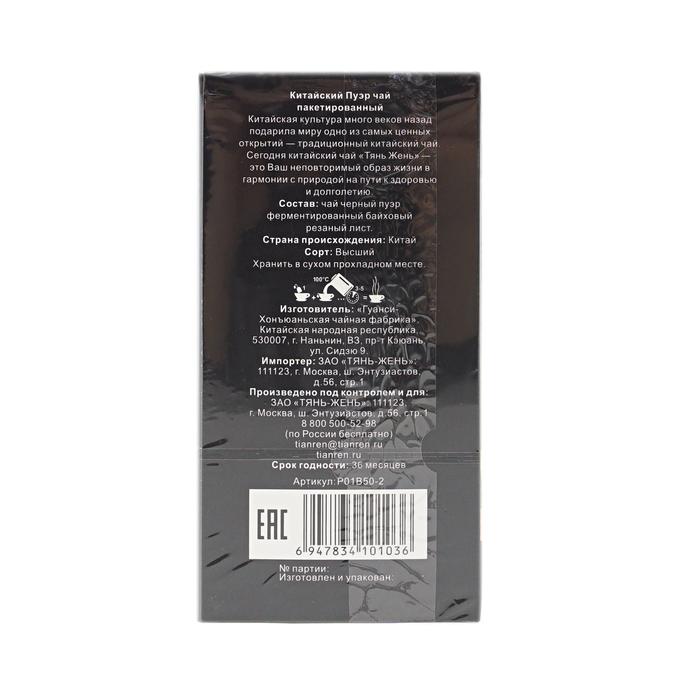 Китайский Пуэр чай
пакетированный
Китайская культура много веков назад
подарила миру одно из самых ценных
открытий — традиционный китайский чай.
Сегодня китайский чай «Тянь Жень» —
это Ваш неповторимый образ жизни в
гармонии с природой на пути к здоровью
и долголетию.
Состав: чай черный пуэр
ферментированный байховый
резаный лист.
Страна происхождения: Китай
Сорт: Высший
Хранить в сухом прохладном месте.
100°C
1 + ... 3-5 =
Изготовитель: «Гуанси-
Хонъюаньская чайная фабрика».
Китайская народная республика,
530007, г. Наньнин, ВЗ, пр-т Кэюань,
ул. Сидзю 9.
Импортер: ЗАО «ТЯНЬ-ЖЕНЬ»:
111123, г. Москва, ш. Энтузиастов,
д.56, стр.1
Произведено под контролем и для:
ЗАО «ТЯНЬ-ЖЕНЬ»: 111123,
г. Москва, ш. Энтузиастов, д.56, стр.1
8 800 500-52-98
(по России бесплатно)
tianren@tianren.ru
tianren.ru
Срок годности: 36 месяцев
Артикул: P01B50-2
EAC
6 947834 101036
№ партии:
Изготовлен и упакован: